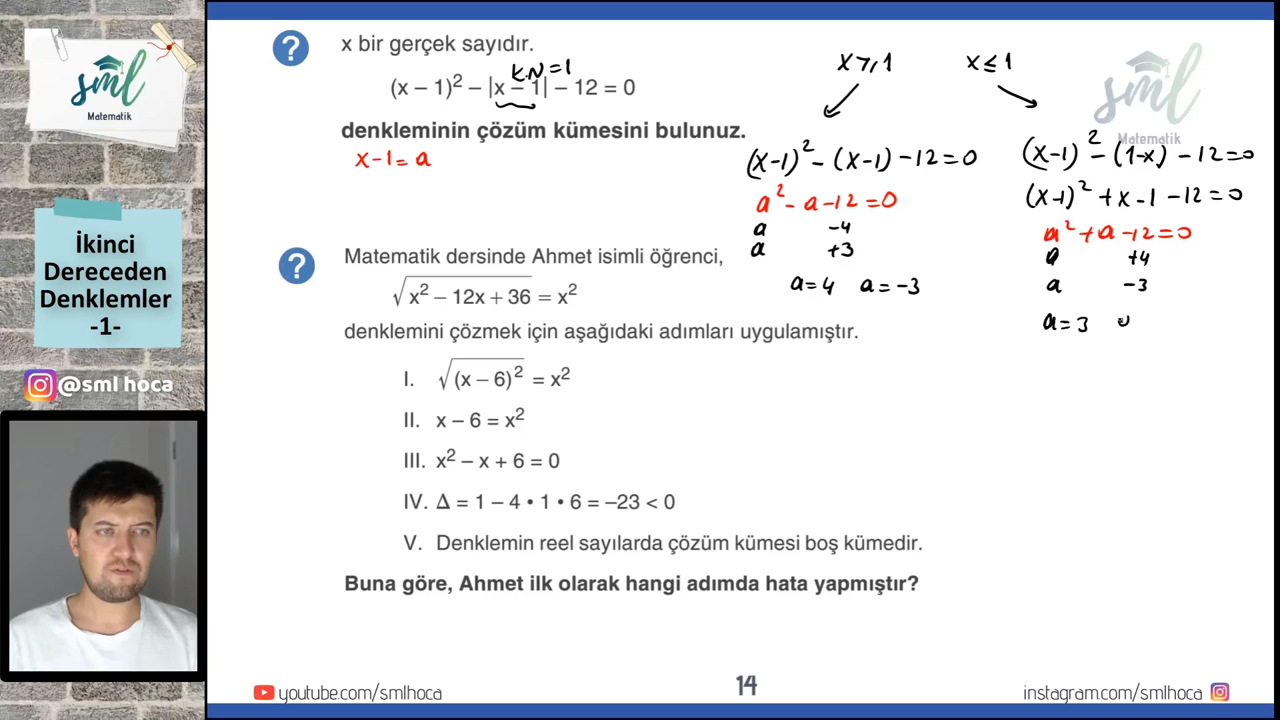 sml
Matematik
İkinci
Dereceden
Denklemler
-1-
@sml hoca
x bir gerçek sayıdır.
K.N=1
(x – 1)² – |x – 1| – 12 = 0
denkleminin çözüm kümesini bulunuz.
x-1=a
x≥1
x≤1
sml
Matematik
(x-1)² - (x-1) -12=0
a² - a -12=0
a -4
a +3
a=4 a=-3
(x-1)² - (1-x) -12=0
(x-1)² +x -1 -12=0
a² +a -12=0
a +4
a -3
a=3
Matematik dersinde Ahmet isimli öğrenci,
√(x² – 12x + 36) = x²
denklemini çözmek için aşağıdaki adımları uygulamıştır.
I. √((x – 6)²) = x²
II. x – 6 = x²
III. x² – x + 6 = 0
IV. Δ = 1 – 4 • 1 • 6 = –23 < 0
V. Denklemin reel sayılarda çözüm kümesi boş kümedir.
Buna göre, Ahmet ilk olarak hangi adımda hata yapmıştır?
youtube.com/smlhoca
14
instagram.com/smlhoca